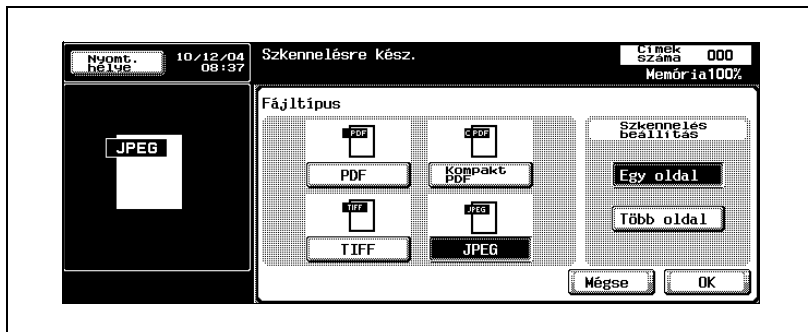 Nyomt.
helye
10/12/04
08:37
Szkennelésre kész.
Címek
száma
000
Memória100%
JPEG
Fájltípus
PDF
PDF
C PDF
Kompakt
PDF
TIFF
TIFF
JPEG
JPEG
Szkennelés
beállítás
Egy oldal
Több oldal
Mégse
OK